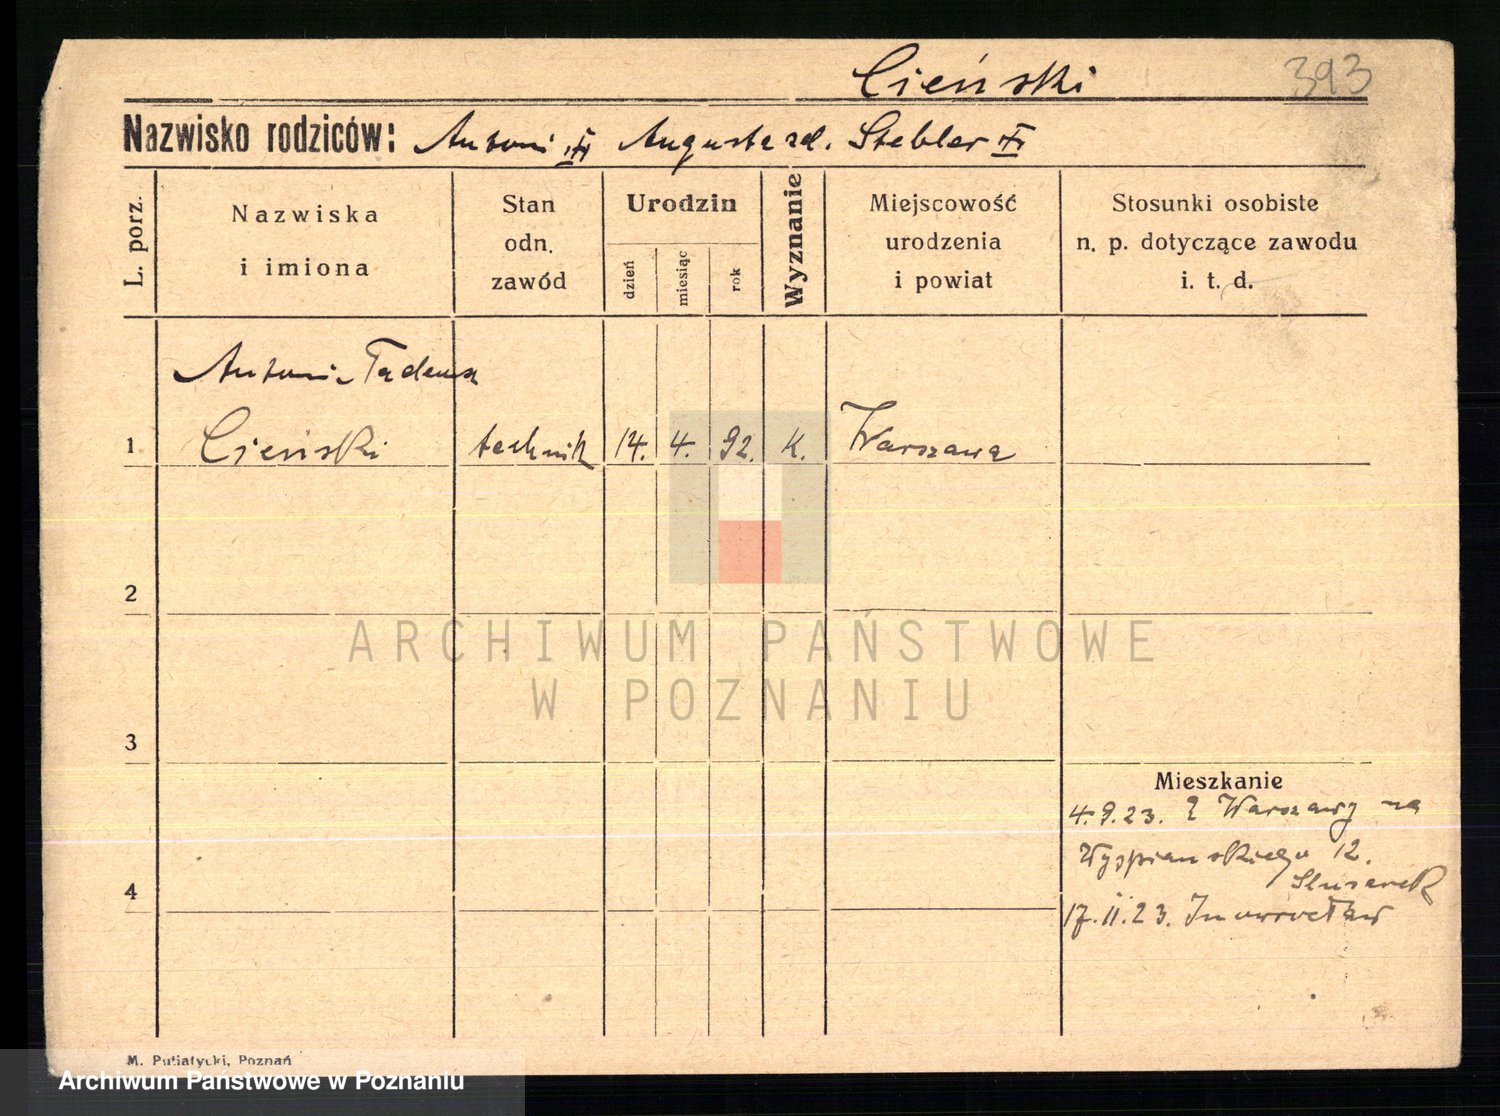 Cieński 393
Nazwisko rodziców: Antoni Augusta zd. Stebler
L. porz.
Nazwiska
i imiona
Stan
odn.
zawód
Urodzin
dzień
miesiąc
rok
Wyznanie
Miejscowość
urodzenia
i powiat
Stosunki osobiste
n. p. dotyczące zawodu
i. t. d.
Antoni-Tadeusz
1 Cieński technik 14. 4. 92. K. Warszawa
2
ARCHIWUM PAŃSTWOWE
W POZNANIU
3
Mieszkanie
4.9.23. Z Warszawy na
Wyspiańskiego 12.
Ślusarek
4
17.11.23. Inowrocław
M. Putiatycki, Poznań
Archiwum Państwowe w Poznaniu